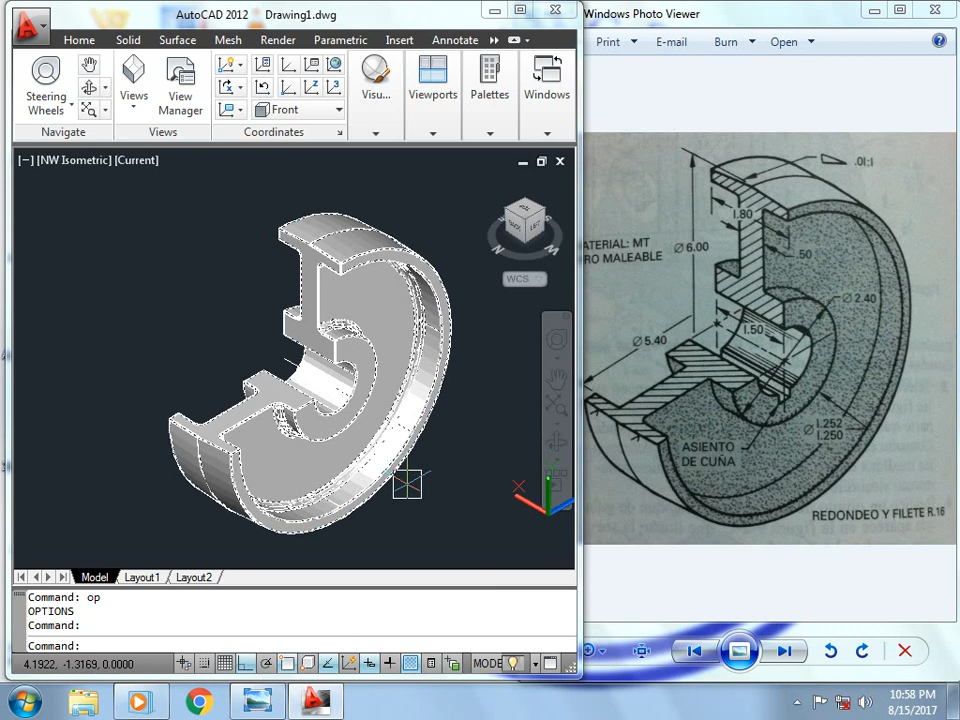 AutoCAD 2012 Drawing1.dwg
Home Solid Surface Mesh Render Parametric Insert Annotate
Steering
Wheels
Views
View
Manager
Front
Visu...
Viewports
Palettes
Windows
Navigate
Views
Coordinates
[−] [NW Isometric] [Current]
N
W
WCS
Model Layout1 Layout2
Command: op
OPTIONS
Command:
Command:
4.1922, -1.3169, 0.0000
MODE
Windows Photo Viewer
Print E-mail Burn Open
1.80
ATERIAL: MT
RO MALEABLE
Ø 6.00
.50
Ø 2.40
1.50
Ø 5.40
Ø 1.252
1.250
ASIENTO
DE CUÑA
REDONDEO Y FILETE R.16
10:58 PM
8/15/2017